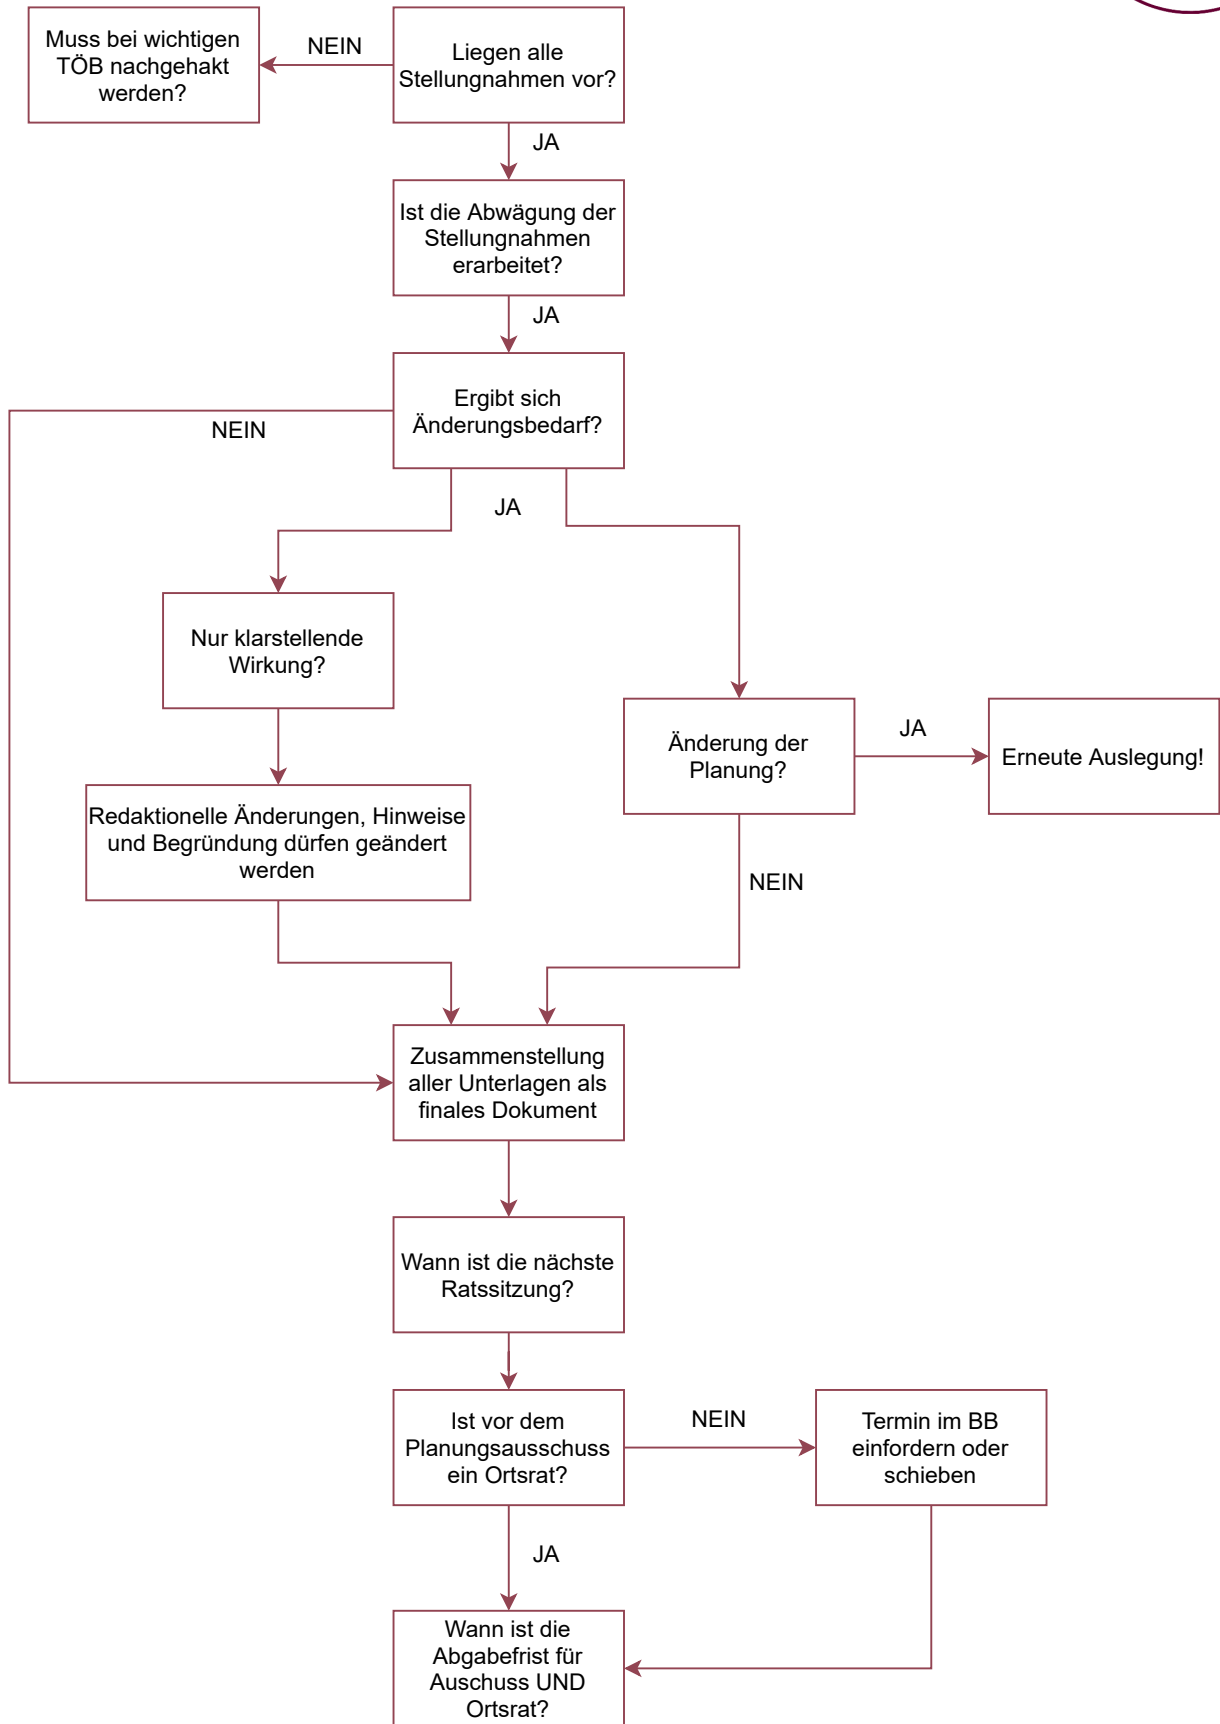 Muss bei wichtigen
TÖB nachgehakt
werden?
NEIN
Liegen alle
Stellungnahmen vor?
JA
Ist die Abwägung der
Stellungnahmen
erarbeitet?
JA
Ergibt sich
Änderungsbedarf?
NEIN
JA
Nur klarstellende
Wirkung?
Änderung der
Planung?
JA
Erneute Auslegung!
Redaktionelle Änderungen, Hinweise
und Begründung dürfen geändert
werden
NEIN
Zusammenstellung
aller Unterlagen als
finales Dokument
Wann ist die nächste
Ratssitzung?
Ist vor dem
Planungsausschuss
ein Ortsrat?
NEIN
Termin im BB
einfordern oder
schieben
JA
Wann ist die
Abgabefrist für
Auschuss UND
Ortsrat?